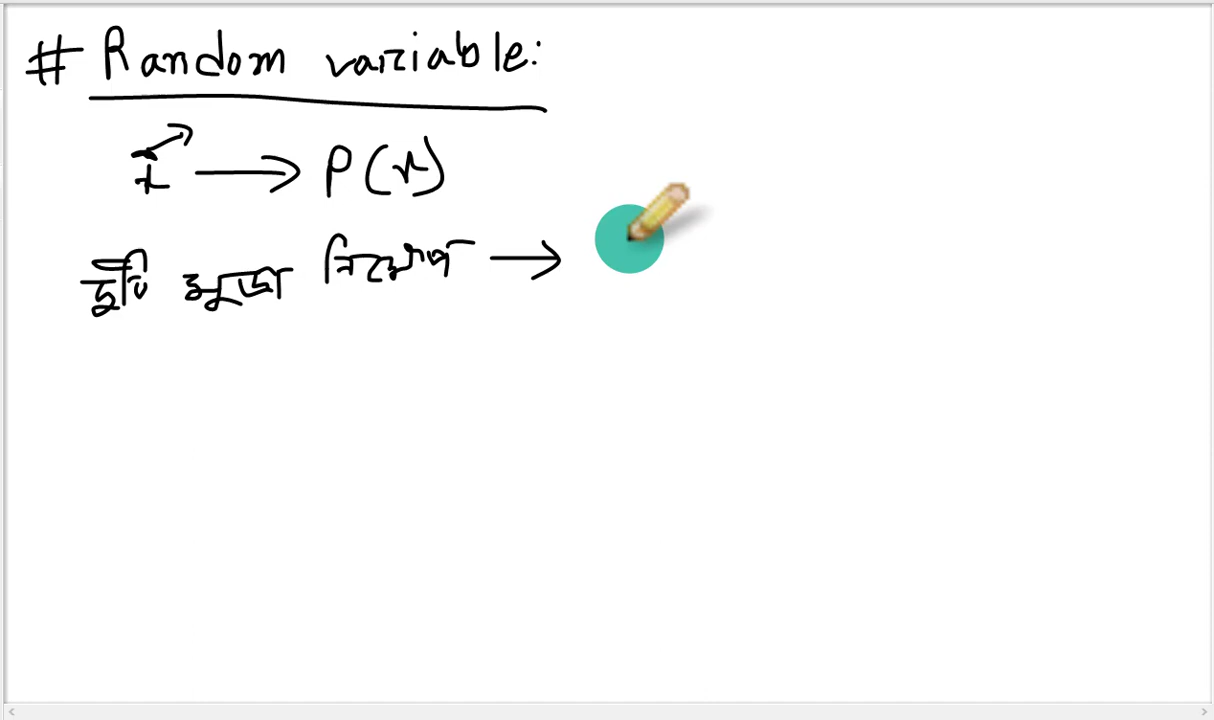 # Random variable:
x → P(x)
দুটি মুদ্রা নিক্ষেপ →